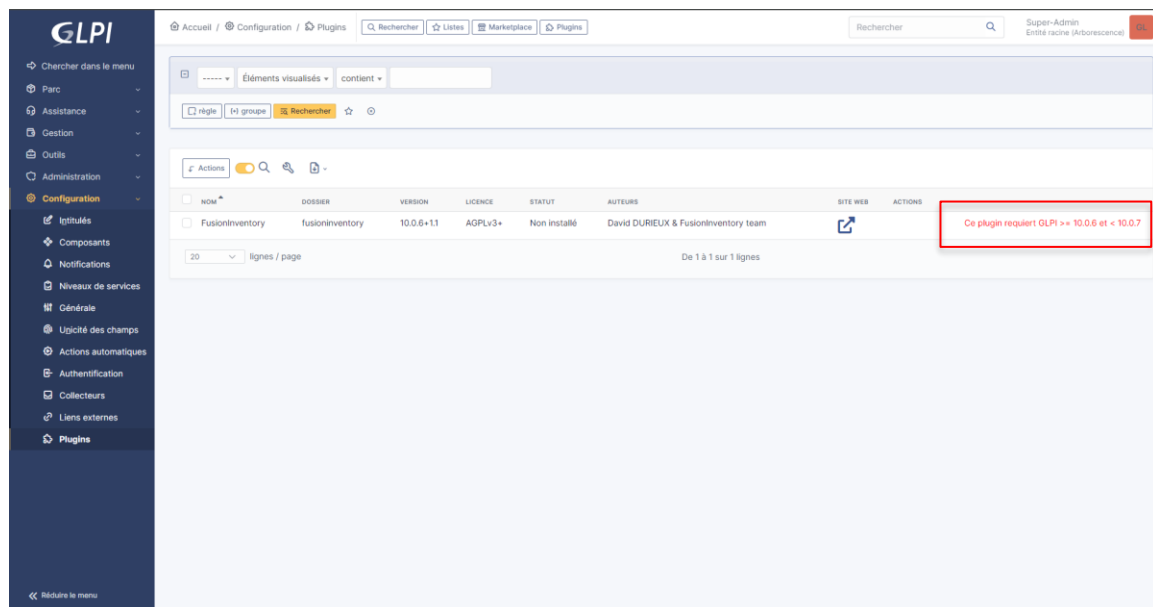 GLPI
Accueil / Configuration / Plugins Rechercher Listes Marketplace Plugins
Rechercher
Super-Admin
Entité racine (Arborescence)
GL
Chercher dans le menu
Parc
Assistance
Gestion
Outils
Administration
Configuration
Intitulés
Composants
Notifications
Niveaux de services
Générale
Unicité des champs
Actions automatiques
Authentification
Collecteurs
Liens externes
Plugins
Réduire le menu
----- Éléments visualisés contient
règle (+) groupe Rechercher
Actions
NOM DOSSIER VERSION LICENCE STATUT AUTEURS SITE WEB ACTIONS
FusionInventory fusioninventory 10.0.6+1.1 AGPLv3+ Non installé David DURIEUX & FusionInventory team Ce plugin requiert GLPI >= 10.0.6 et < 10.0.7
20 lignes / page De 1 à 1 sur 1 lignes